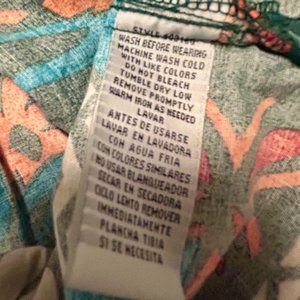 STYLE
WASH BEFORE WEARING
MACHINE WASH COLD
WITH LIKE COLORS
DO NOT BLEACH
TUMBLE DRY LOW
REMOVE PROMPTLY
WARM IRON AS NEEDED
LAVAR
ANTES DE USARSE
LAVAR EN LAVADORA
CON AGUA FRIA
CON COLORES SIMILARES
NO USAR BLANQUEADOR
SECAR EN SECADORA
CICLO LENTO REMOVER
IMMEDIATAMENTE
PLANCHA TIBIA
SI SE NECESITA